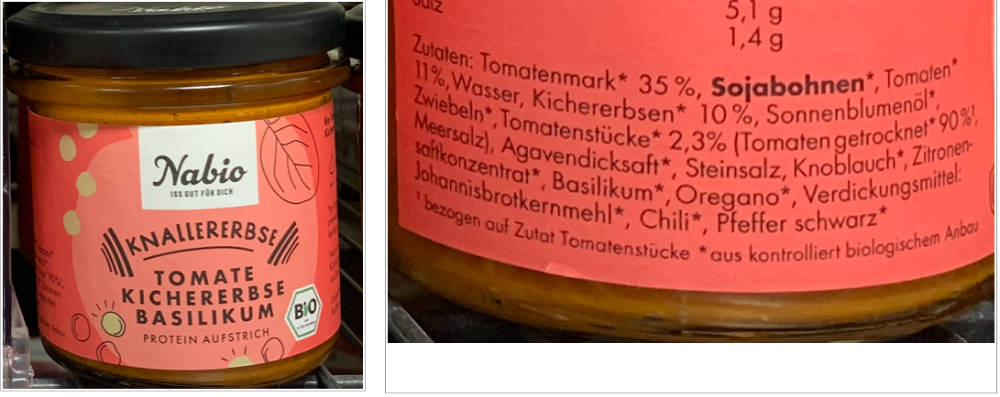 Nabio
ISS GUT FÜR DICH
KNALLERERBSE
TOMATE
KICHERERBSE
BASILIKUM
PROTEIN AUFSTRICH
BIO
Salz
5,1 g
1,4 g
Zutaten: Tomatenmark* 35 %, Sojabohnen*, Tomaten*
11%, Wasser, Kichererbsen* 10 %, Sonnenblumenöl*,
Zwiebeln*, Tomatenstücke* 2,3% (Tomaten getrocknet* 90%¹,
Meersalz), Agavendicksaft*, Steinsalz, Knoblauch*, Zitronen-
saftkonzentrat*, Basilikum*, Oregano*, Verdickungsmittel:
Johannisbrotkernmehl*, Chili*, Pfeffer schwarz*
¹ bezogen auf Zutat Tomatenstücke *aus kontrolliert biologischem Anbau